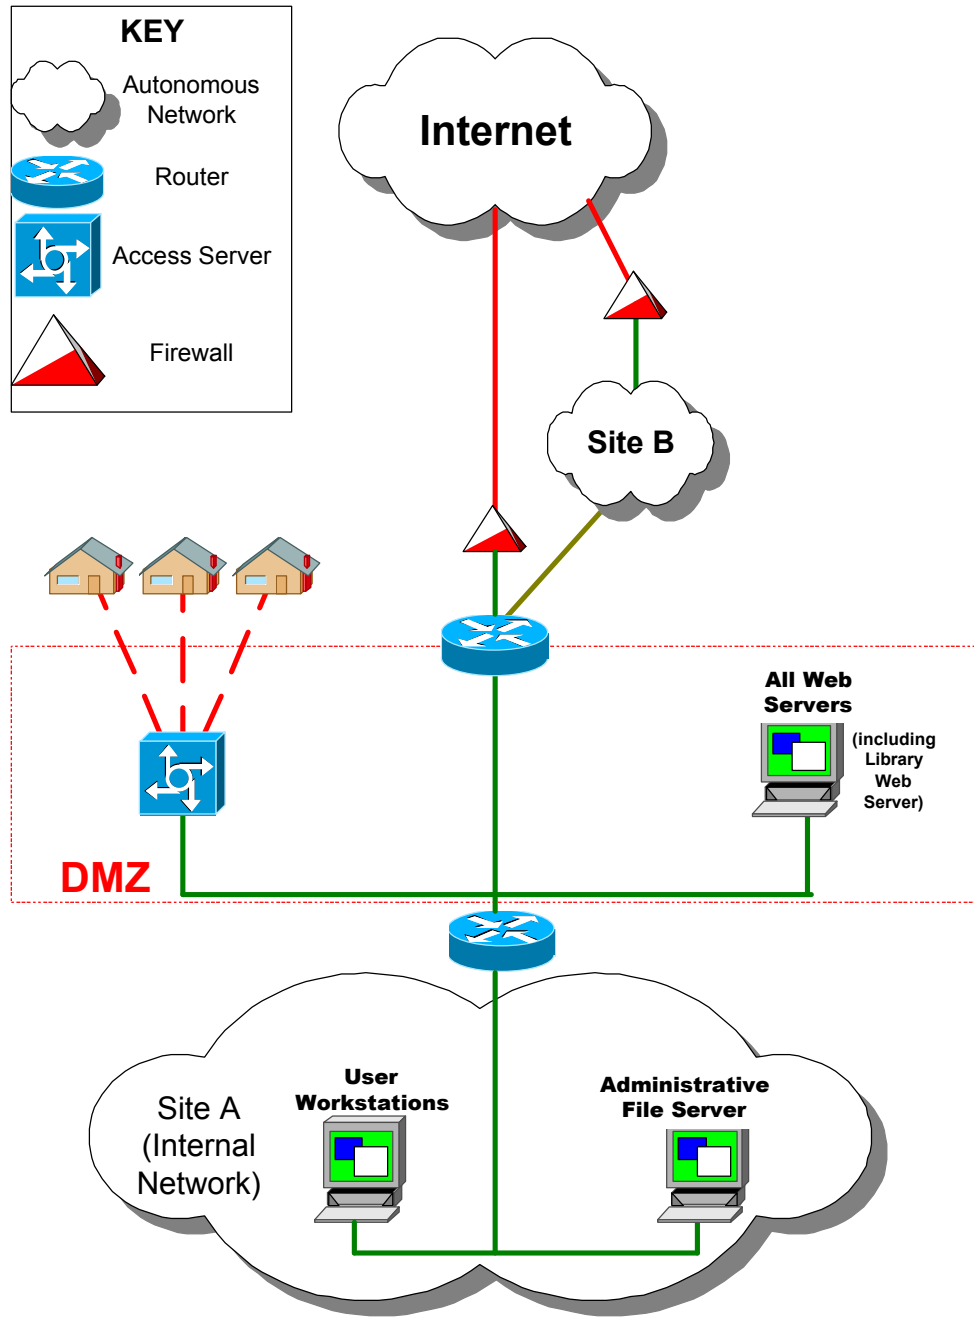 KEY
Autonomous
Network
Router
Access Server
Firewall
Internet
Site B
All Web
Servers
(including
Library
Web
Server)
DMZ
User
Workstations
Administrative
File Server
Site A
(Internal
Network)